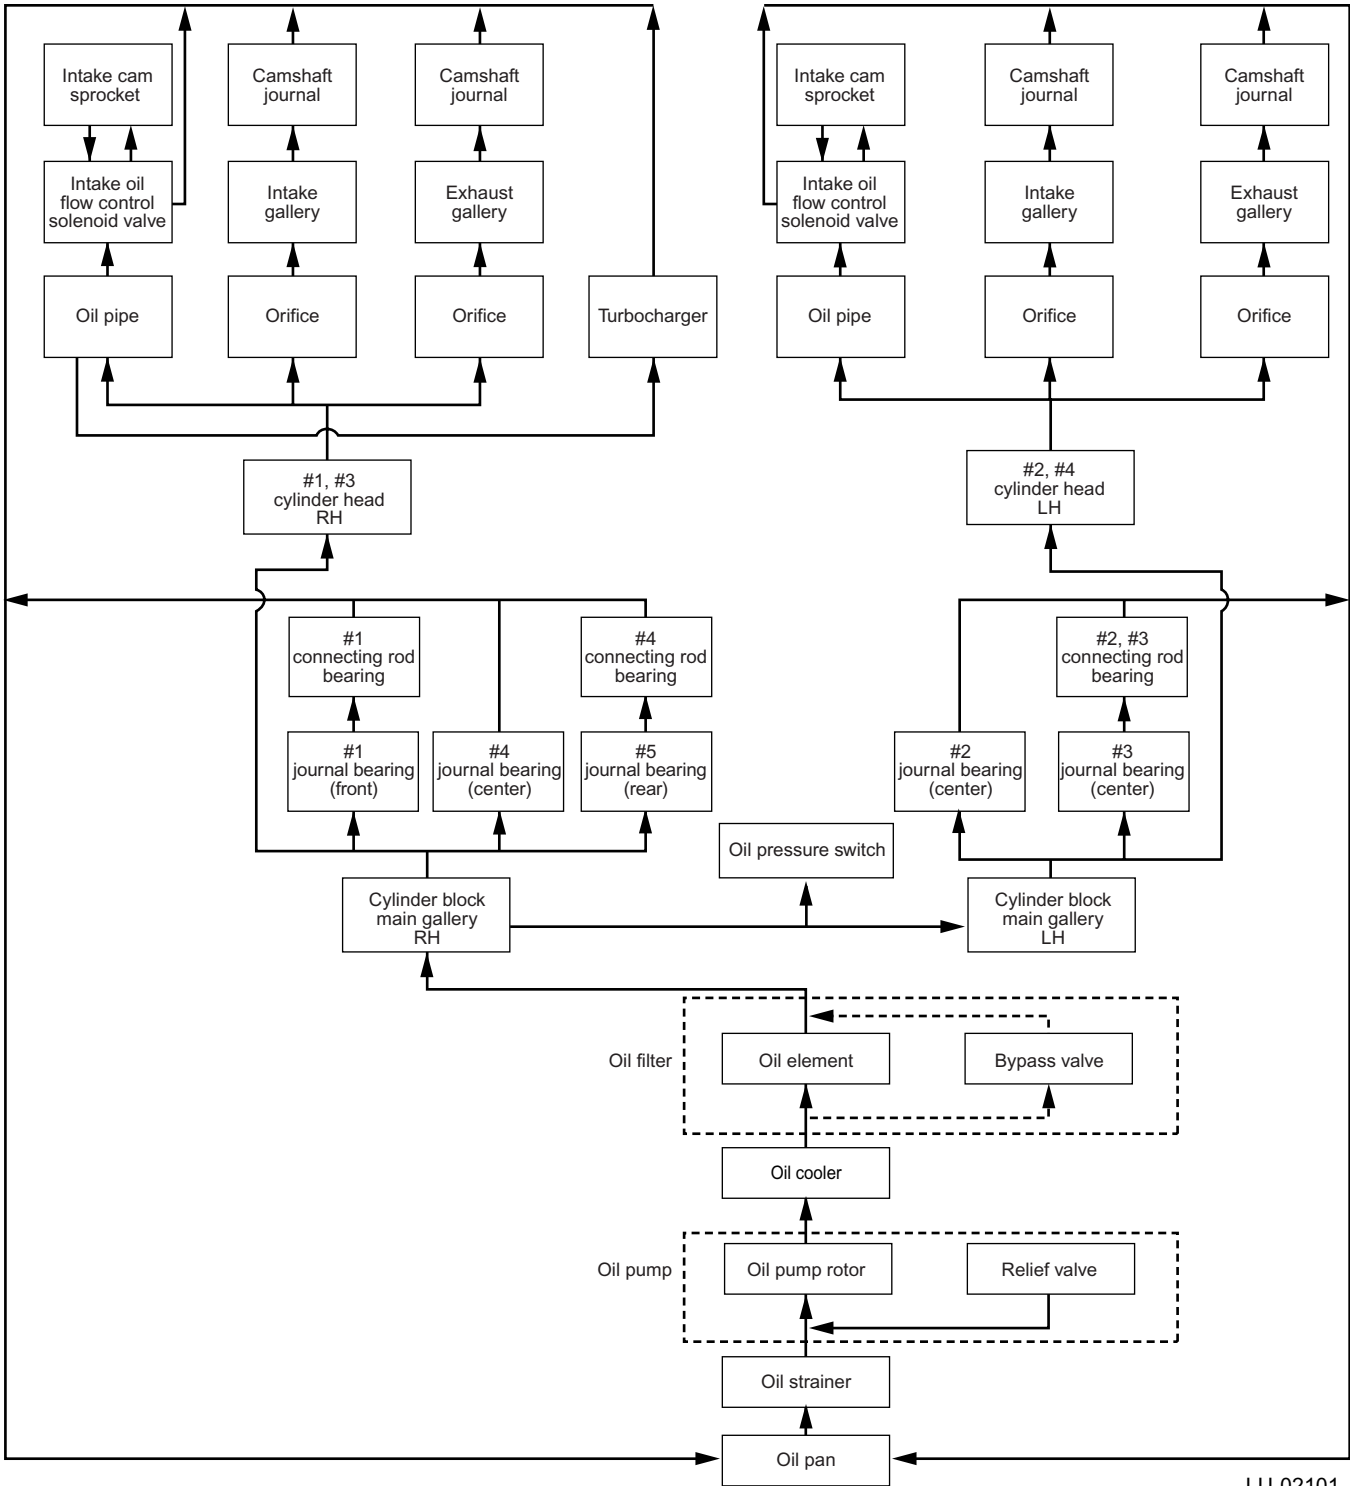 Intake cam
sprocket
Camshaft
journal
Camshaft
journal
Intake cam
sprocket
Camshaft
journal
Camshaft
journal
Intake oil
flow control
solenoid valve
Intake
gallery
Exhaust
gallery
Intake oil
flow control
solenoid valve
Intake
gallery
Exhaust
gallery
Oil pipe
Orifice
Orifice
Turbocharger
Oil pipe
Orifice
Orifice
#1, #3
cylinder head
RH
#2, #4
cylinder head
LH
#1
connecting rod
bearing
#4
connecting rod
bearing
#2, #3
connecting rod
bearing
#1
journal bearing
(front)
#4
journal bearing
(center)
#5
journal bearing
(rear)
#2
journal bearing
(center)
#3
journal bearing
(center)
Oil pressure switch
Cylinder block
main gallery
RH
Cylinder block
main gallery
LH
Oil filter
Oil element
Bypass valve
Oil cooler
Oil pump
Oil pump rotor
Relief valve
Oil strainer
Oil pan